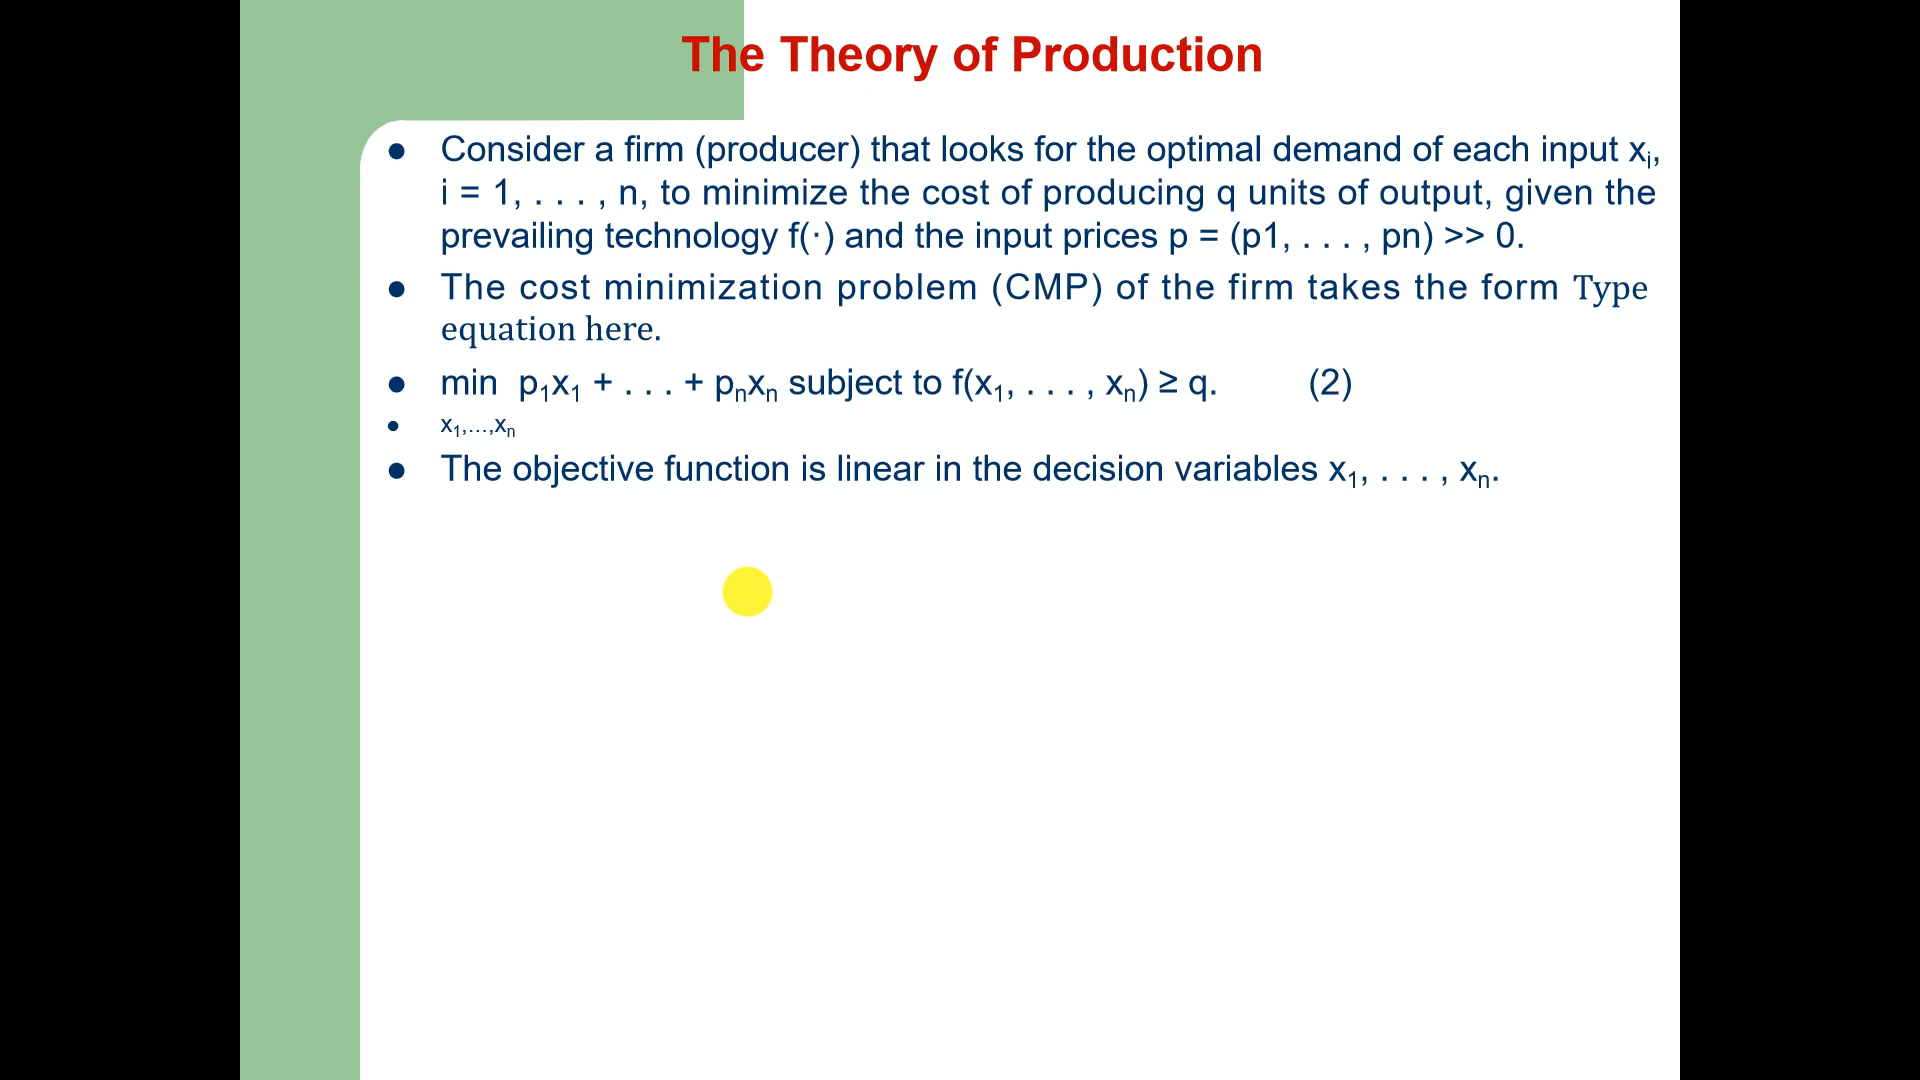 The Theory of Production
● Consider a firm (producer) that looks for the optimal demand of each input xᵢ,
i = 1, . . . , n, to minimize the cost of producing q units of output, given the
prevailing technology f(·) and the input prices p = (p1, . . . , pn) >> 0.
● The cost minimization problem (CMP) of the firm takes the form Type
equation here.
● min p₁x₁ + . . . + pₙxₙ subject to f(x₁, . . . , xₙ) ≥ q. (2)
● x₁,...,xₙ
● The objective function is linear in the decision variables x₁, . . . , xₙ.